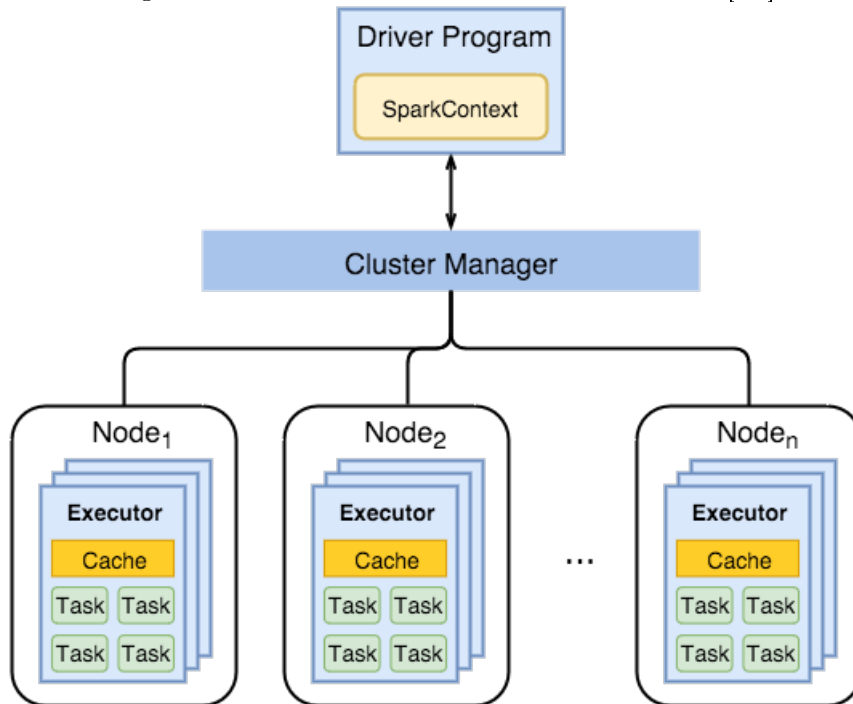 Driver Program
SparkContext
Cluster Manager
Node1
Executor
Cache
Task Task
Task Task
Node2
Executor
Cache
Task Task
Task Task
...
Noden
Executor
Cache
Task Task
Task Task